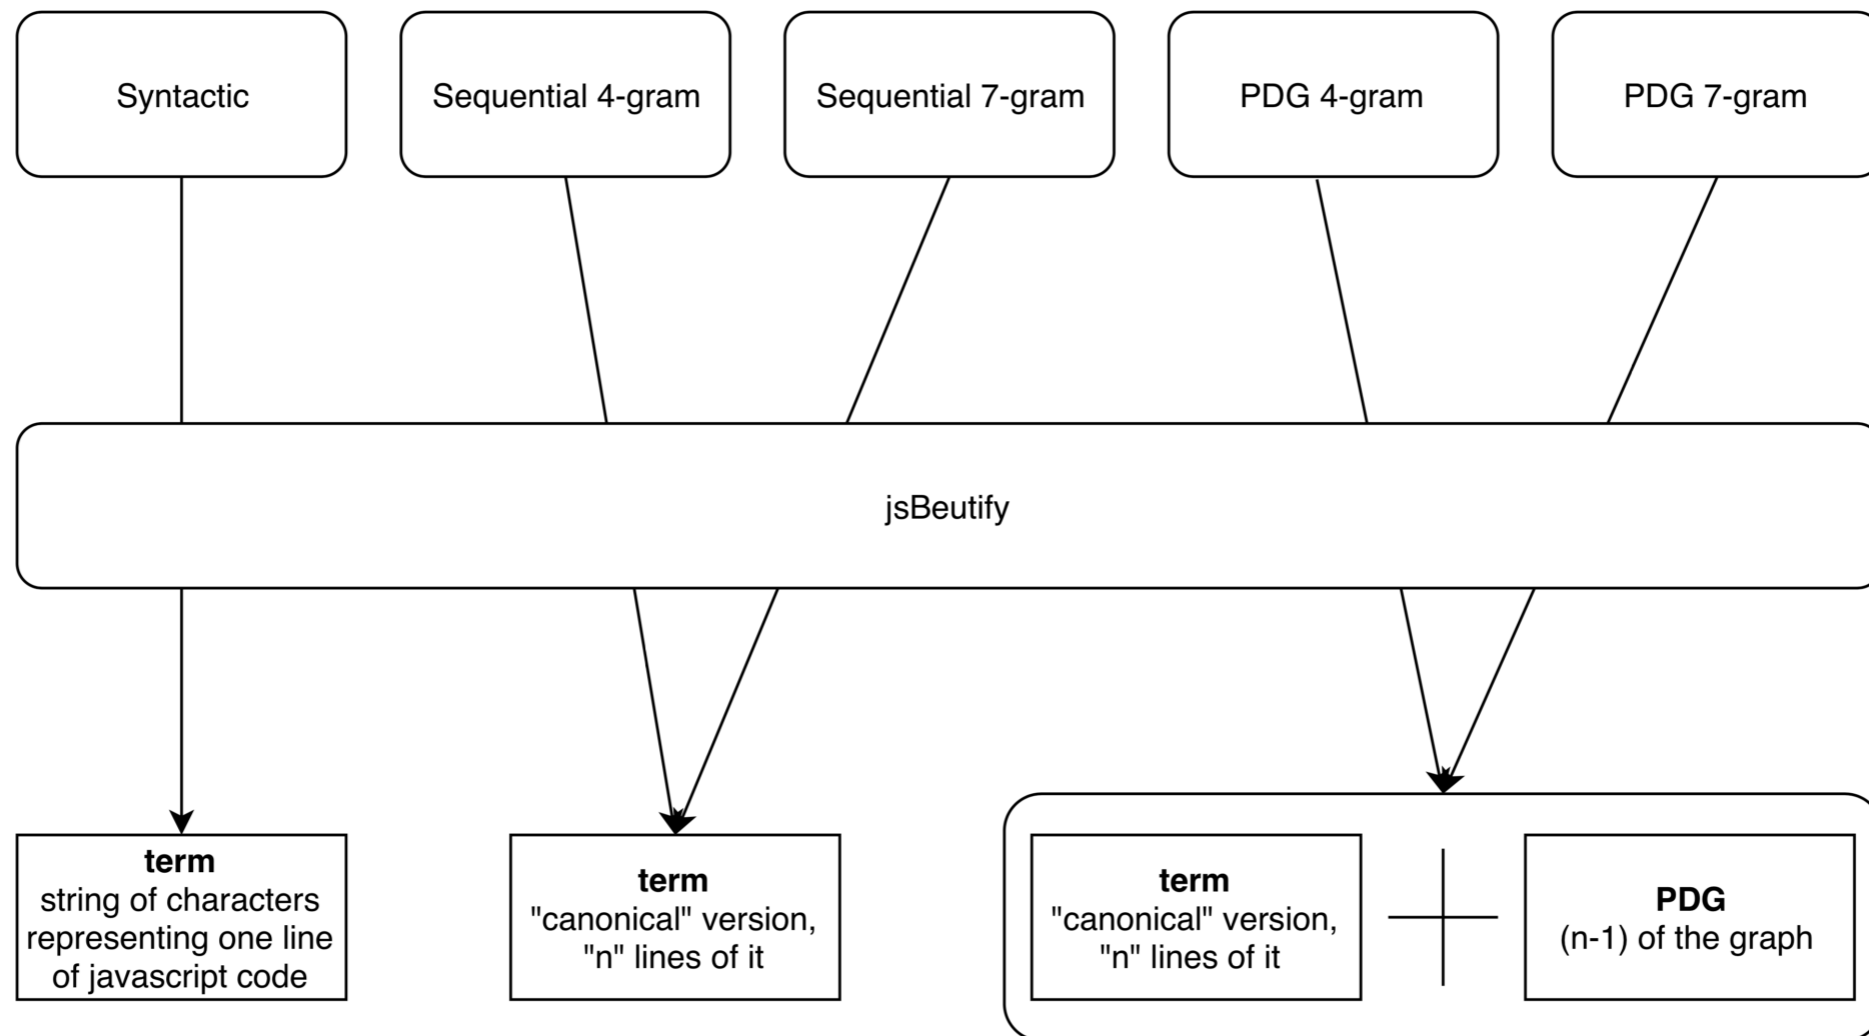 Syntactic
Sequential 4-gram
Sequential 7-gram
PDG 4-gram
PDG 7-gram
jsBeutify
term
string of characters
representing one line
of javascript code
term
"canonical" version,
"n" lines of it
term
"canonical" version,
"n" lines of it
PDG
(n-1) of the graph